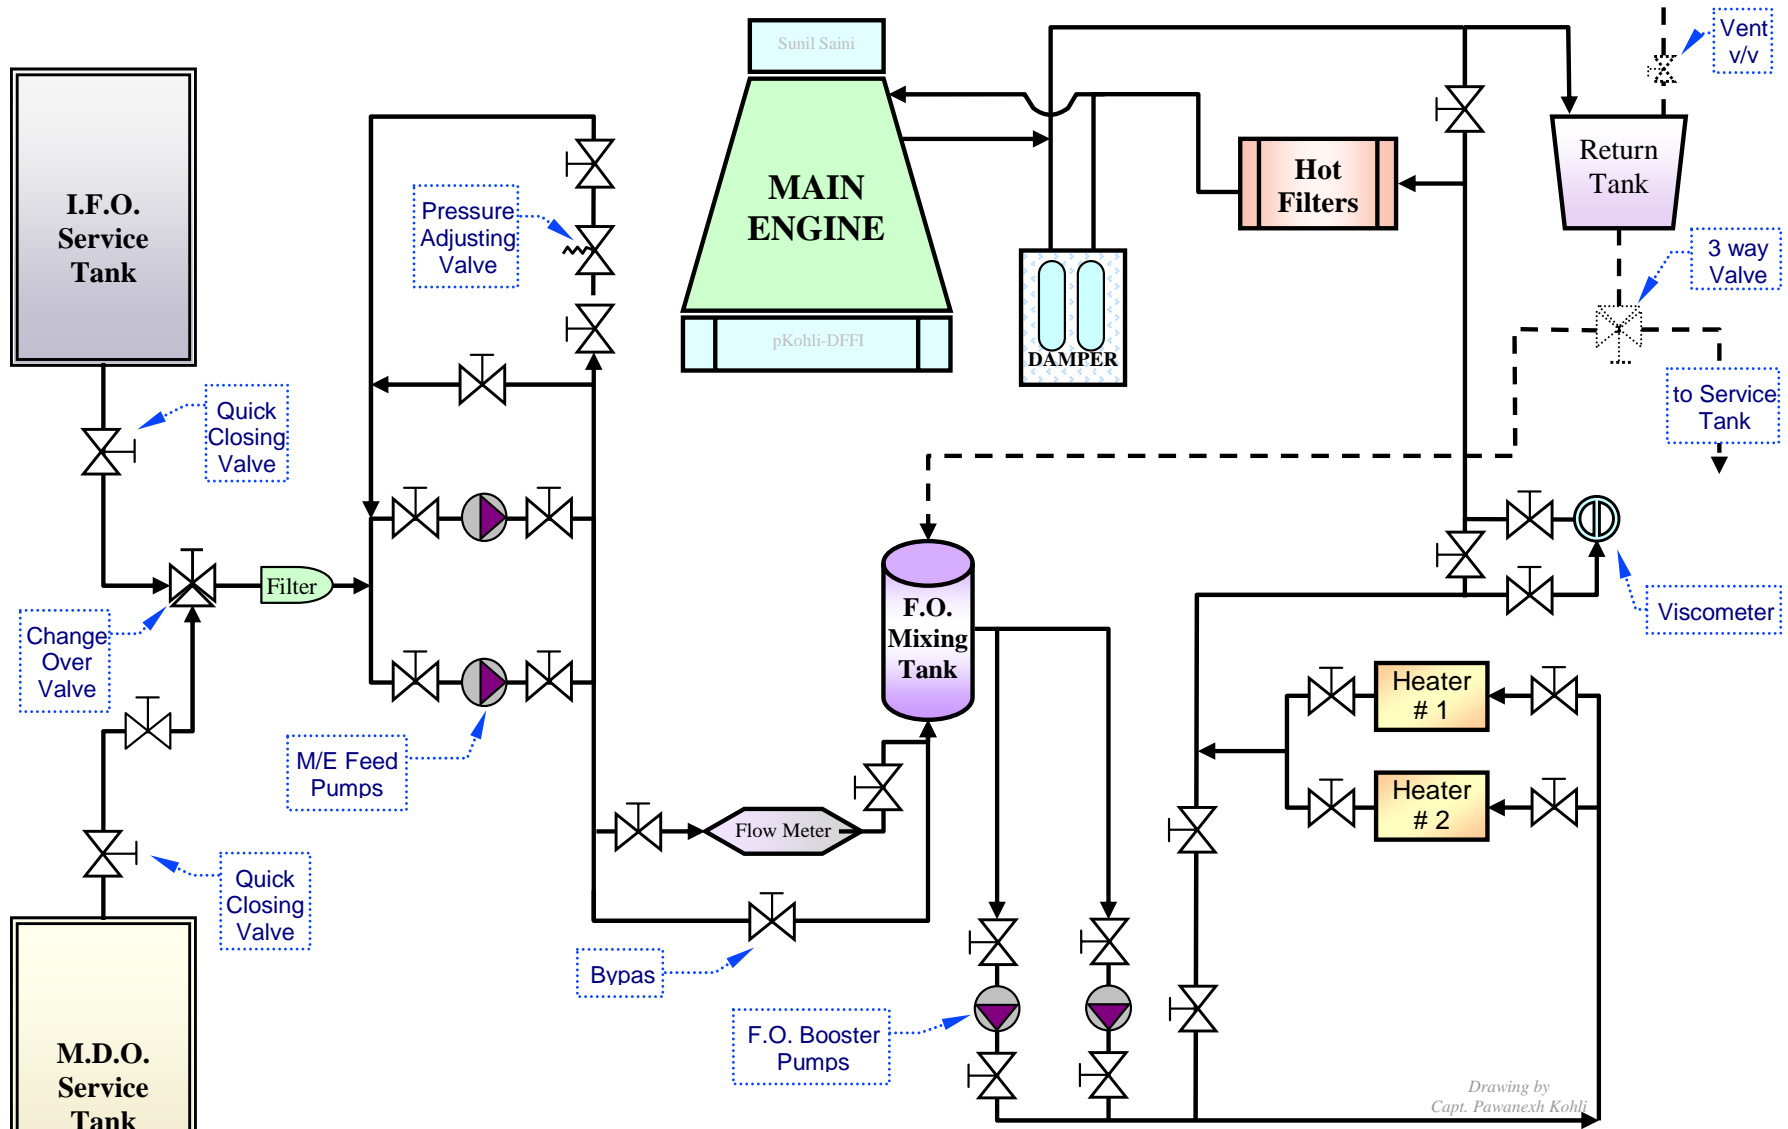 Sunil Saini
Vent
v/v
I.F.O.
Service
Tank
Pressure
Adjusting
Valve
MAIN
ENGINE
Hot
Filters
Return
Tank
3 way
Valve
pKohli-DFFI
DAMPER
to Service
Tank
Quick
Closing
Valve
Filter
Change
Over
Valve
F.O.
Mixing
Tank
Viscometer
M/E Feed
Pumps
Heater
# 1
Flow Meter
Heater
# 2
Quick
Closing
Valve
Bypas
F.O. Booster
Pumps
M.D.O.
Service
Tank
Drawing by
Capt. Pawanexh Kohli